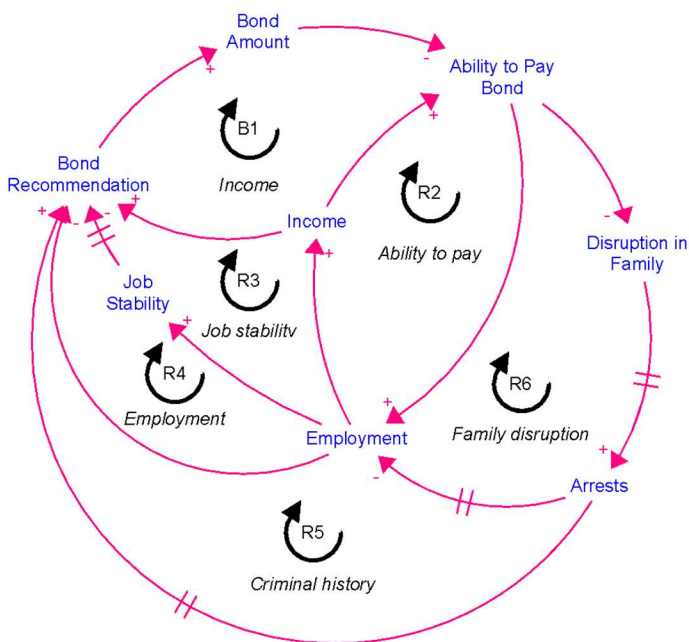 Bond
Amount
+
-
Ability to Pay
Bond
+
B1
Income
Bond
Recommendation
R2
Ability to pay
+
-
-
+
Income
+
-
Disruption in
Family
R3
Job stability
Job
Stability
+
R4
Employment
R6
Family disruption
+
Employment
-
+
Arrests
R5
Criminal history